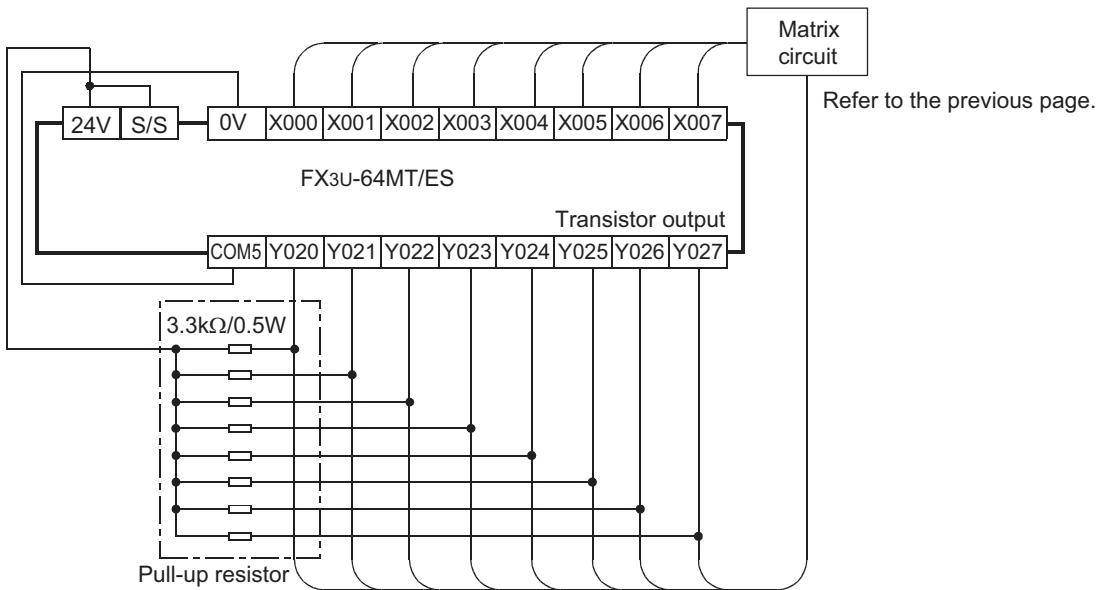 Matrix
circuit
Refer to the previous page.
24V S/S 0V X000 X001 X002 X003 X004 X005 X006 X007
FX3U-64MT/ES
Transistor output
COM5 Y020 Y021 Y022 Y023 Y024 Y025 Y026 Y027
3.3kΩ/0.5W
Pull-up resistor